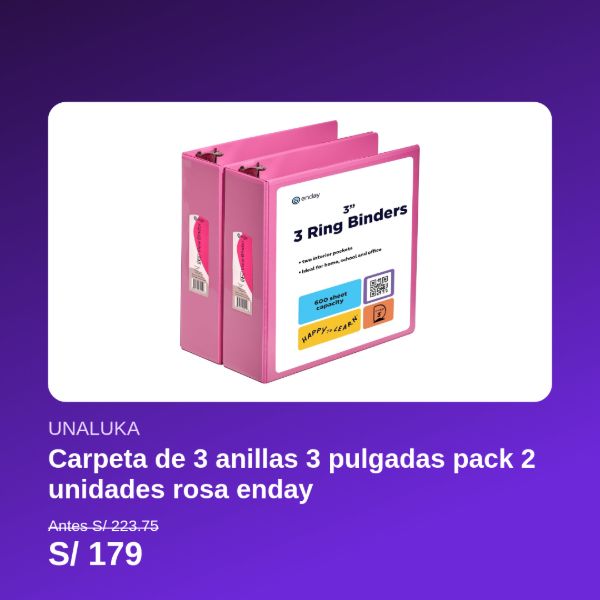 enday
3”
3 Ring Binders
• two interior pockets
• Ideal for home, school and office
600 sheet
capacity
HAPPY TO LEARN
UNALUKA
Carpeta de 3 anillas 3 pulgadas pack 2
unidades rosa enday
Antes S/ 223.75
S/ 179